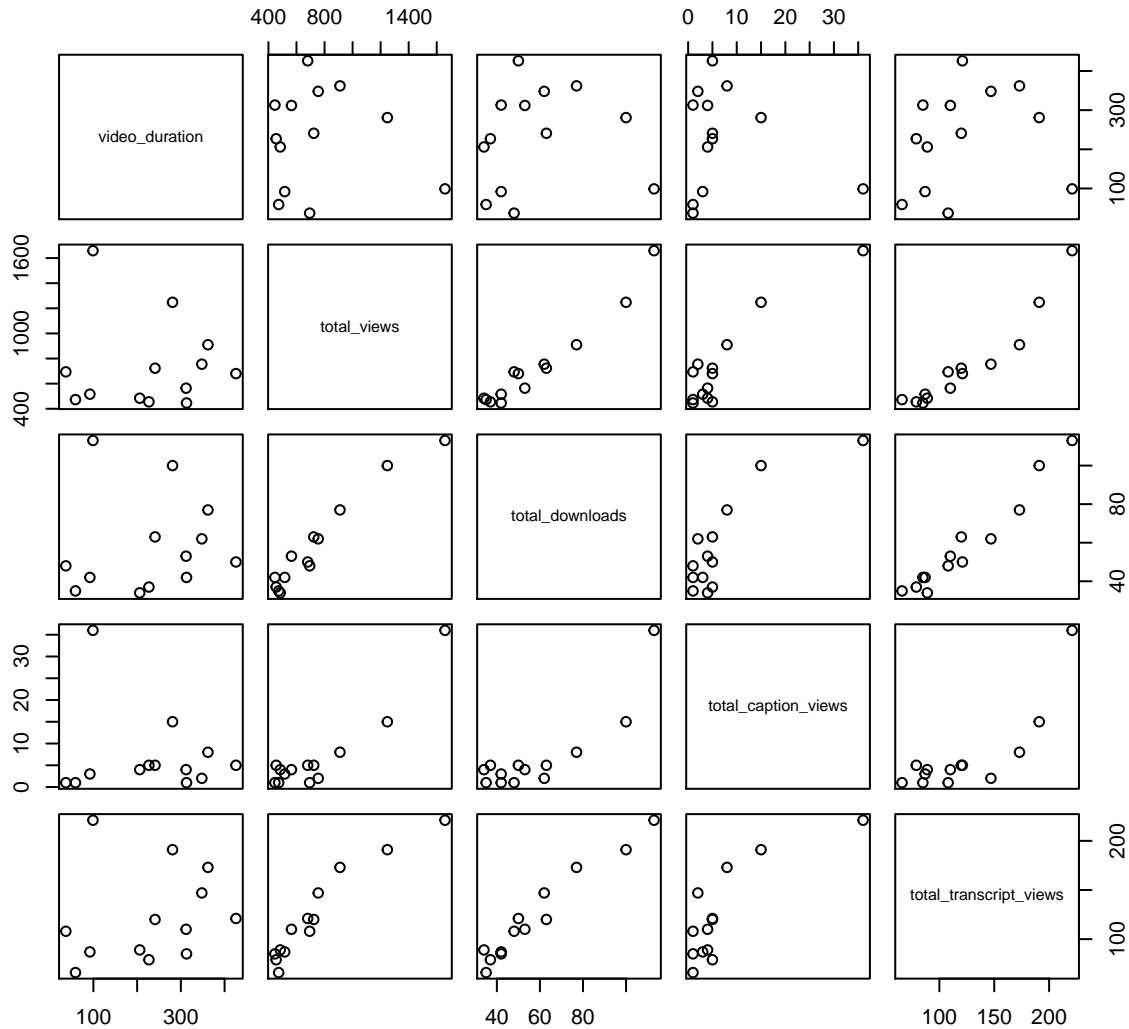 400 800 1400
0 10 20 30
video_duration
100 300
400 1000 1600
total_views
total_downloads
40 80
0 10 20 30
total_caption_views
total_transcript_views
100 200
100 300
40 60 80
100 150 200